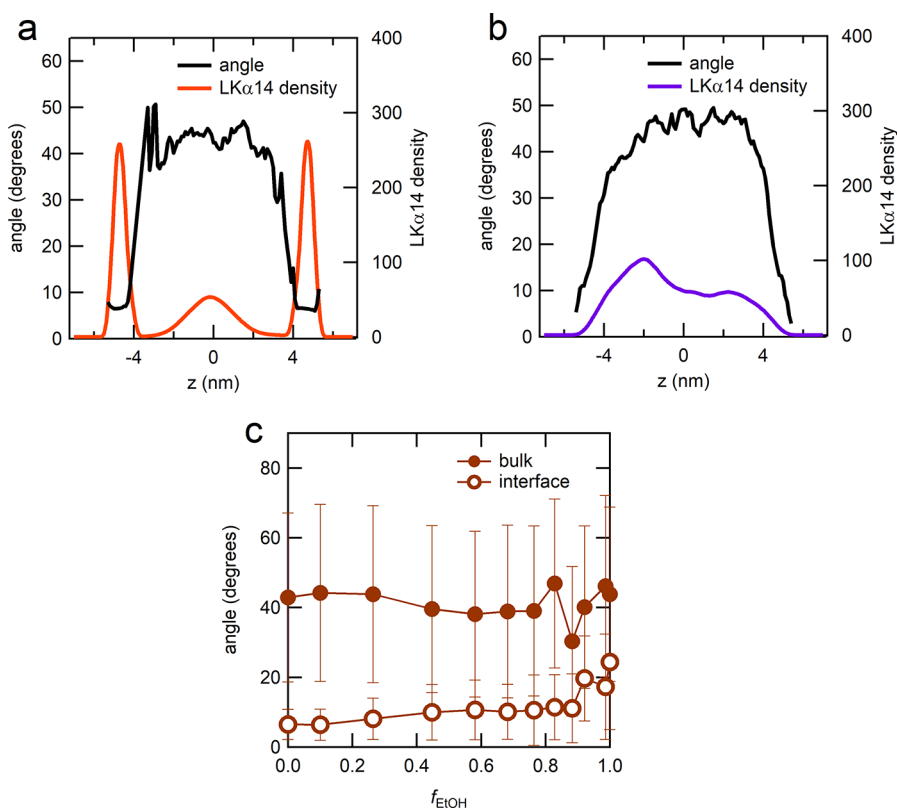 a
angle (degrees)
60
50
40
30
20
10
0
angle
LKα14 density
400
300
200
100
0
LKα14 density
-4
0
4
z (nm)
b
angle (degrees)
60
50
40
30
20
10
0
angle
LKα14 density
400
300
200
100
0
LKα14 density
-4
0
4
z (nm)
c
angle (degrees)
80
60
40
20
0
bulk
interface
0.0
0.2
0.4
0.6
0.8
1.0
fEtOH